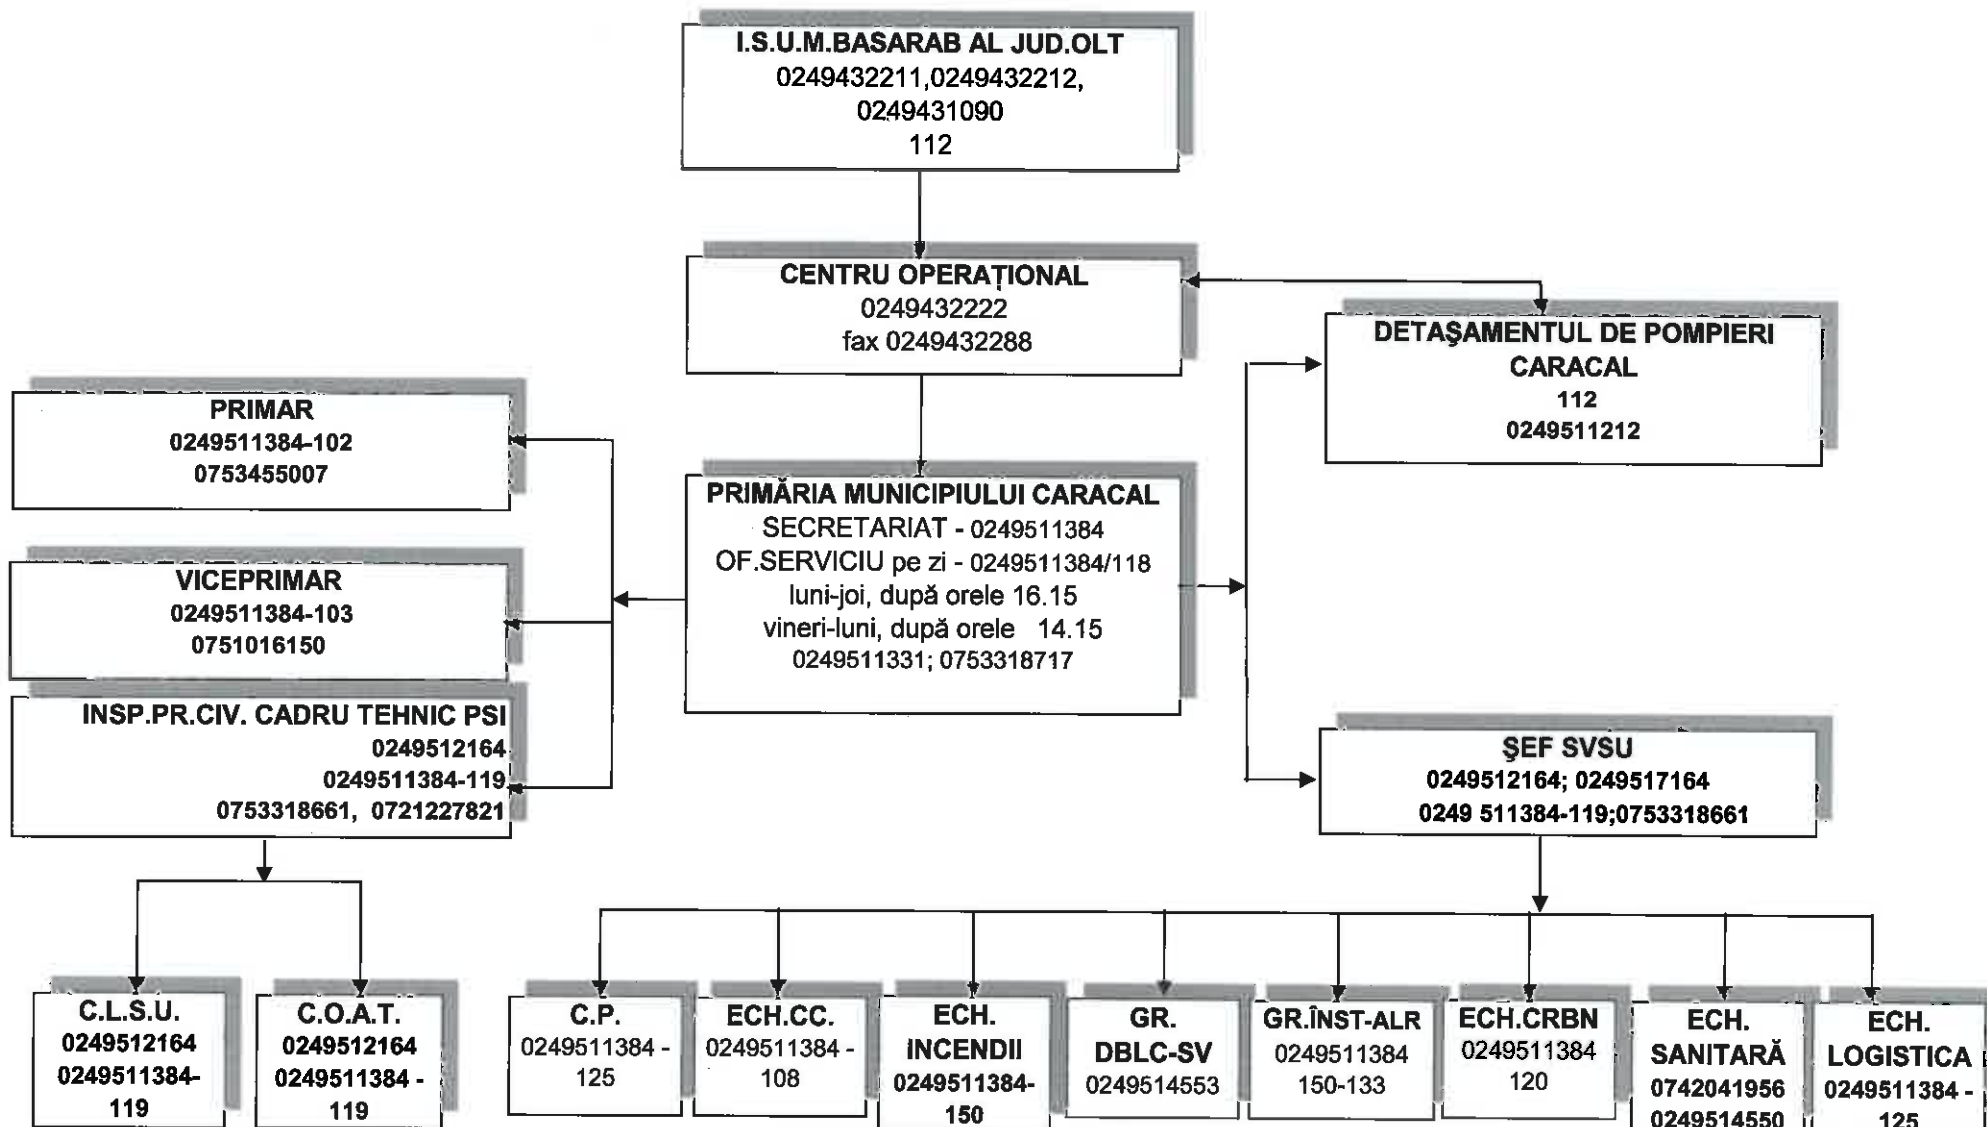 I.S.U.M.BASARAB AL JUD.OLT
0249432211,0249432212,
0249431090
112
CENTRU OPERAȚIONAL
0249432222
fax 0249432288
DETAŞAMENTUL DE POMPIERI
CARACAL
112
0249511212
PRIMAR
0249511384-102
0753455007
PRIMĂRIA MUNICIPIULUI CARACAL
SECRETARIAT - 0249511384
OF.SERVICIU pe zi - 0249511384/118
luni-joi, după orele 16.15
vineri-luni, după orele 14.15
0249511331; 0753318717
VICEPRIMAR
0249511384-103
0751016150
INSP.PR.CIV. CADRU TEHNIC PSI
0249512164
0249511384-119
0753318661, 0721227821
ŞEF SVSU
0249512164; 0249517164
0249 511384-119;0753318661
C.L.S.U.
0249512164
0249511384-
119
C.O.A.T.
0249512164
0249511384 -
119
C.P.
0249511384 -
125
ECH.CC.
0249511384 -
108
ECH.
INCENDII
0249511384-
150
GR.
DBLC-SV
0249514553
GR.ÎNST-ALR
0249511384
150-133
ECH.CRBN
0249511384
120
ECH.
SANITARĂ
0742041956
0249514550
ECH.
LOGISTICA
0249511384 -
125